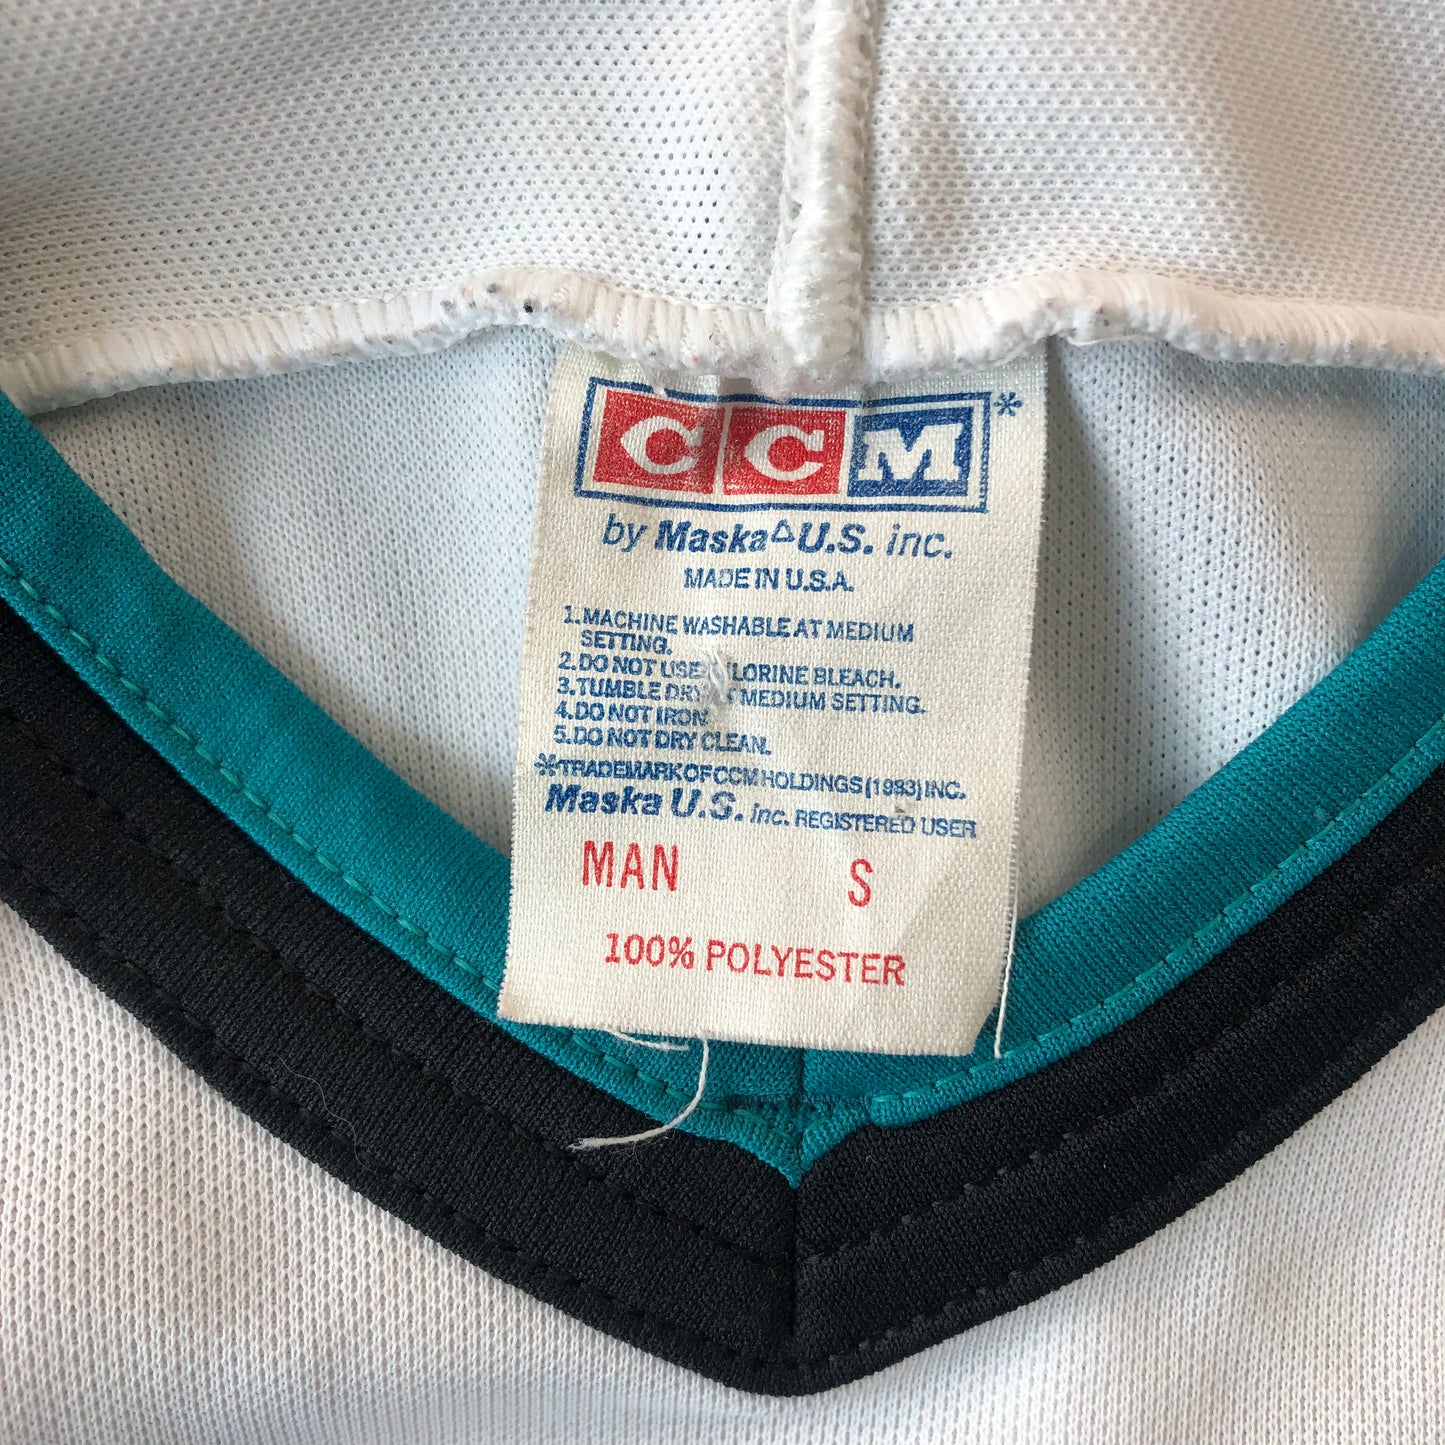 CCM*
by Maska△U.S. inc.
MADE IN U.S.A.
1.MACHINE WASHABLE AT MEDIUM
SETTING.
2.DO NOT USE HLORINE BLEACH.
3.TUMBLE DRY MEDIUM SETTING.
4.DO NOT IRON
5.DO NOT DRY CLEAN.
*TRADEMARK OF CCM HOLDINGS (1983) INC.
Maska U.S. inc. REGISTERED USER
MAN S
100% POLYESTER